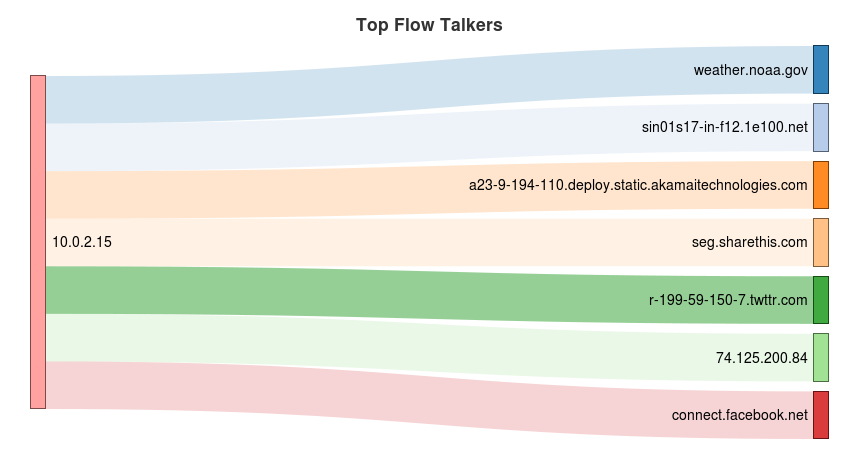 Top Flow Talkers
weather.noaa.gov
sin01s17-in-f12.1e100.net
a23-9-194-110.deploy.static.akamaitechnologies.com
10.0.2.15
seg.sharethis.com
r-199-59-150-7.twttr.com
74.125.200.84
connect.facebook.net